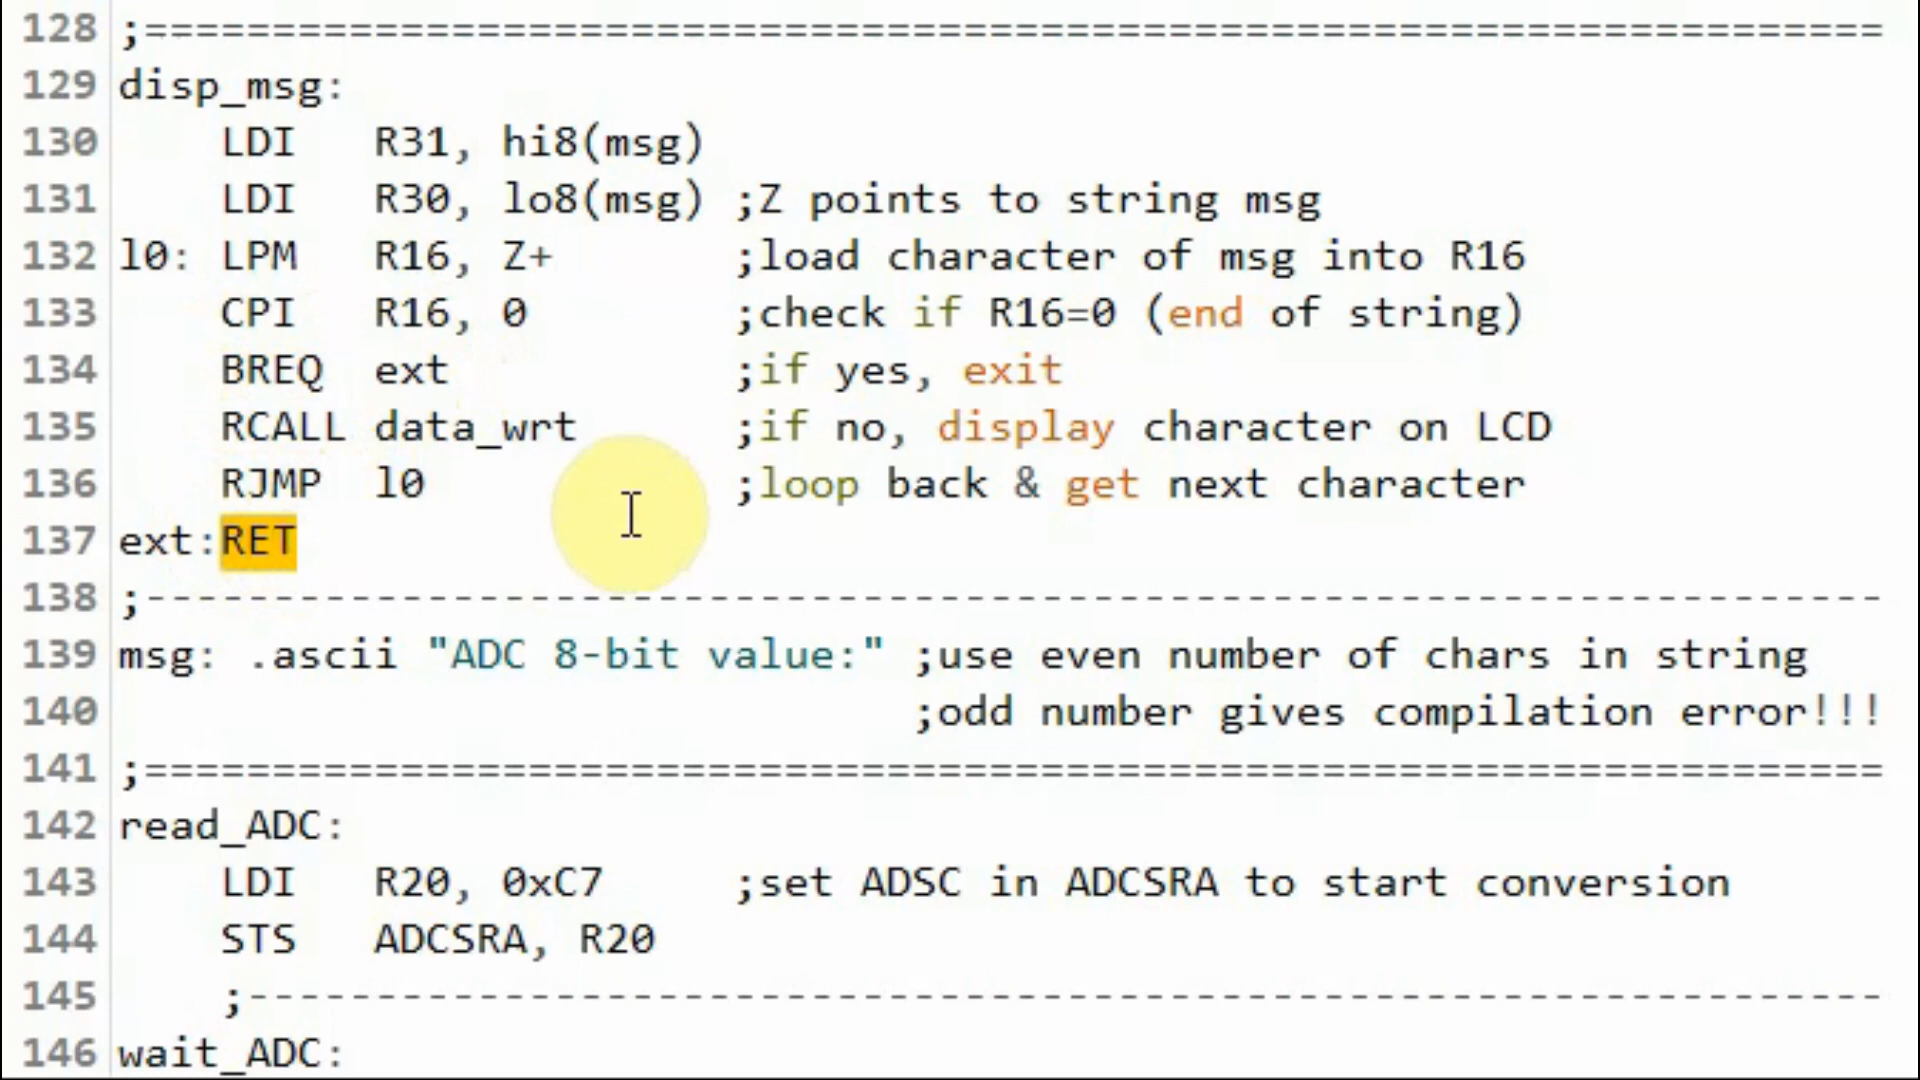 128 ;====================================================================
129 disp_msg:
130     LDI   R31, hi8(msg)
131     LDI   R30, lo8(msg) ;Z points to string msg
132 l0: LPM   R16, Z+       ;load character of msg into R16
133     CPI   R16, 0        ;check if R16=0 (end of string)
134     BREQ  ext           ;if yes, exit
135     RCALL data_wrt      ;if no, display character on LCD
136     RJMP  l0            ;loop back & get next character
137 ext:RET
138 ;--------------------------------------------------------------------
139 msg: .ascii "ADC 8-bit value:" ;use even number of chars in string
140                                ;odd number gives compilation error!!!
141 ;====================================================================
142 read_ADC:
143     LDI   R20, 0xC7     ;set ADSC in ADCSRA to start conversion
144     STS   ADCSRA, R20
145     ;----------------------------------------------------------------
146 wait_ADC: